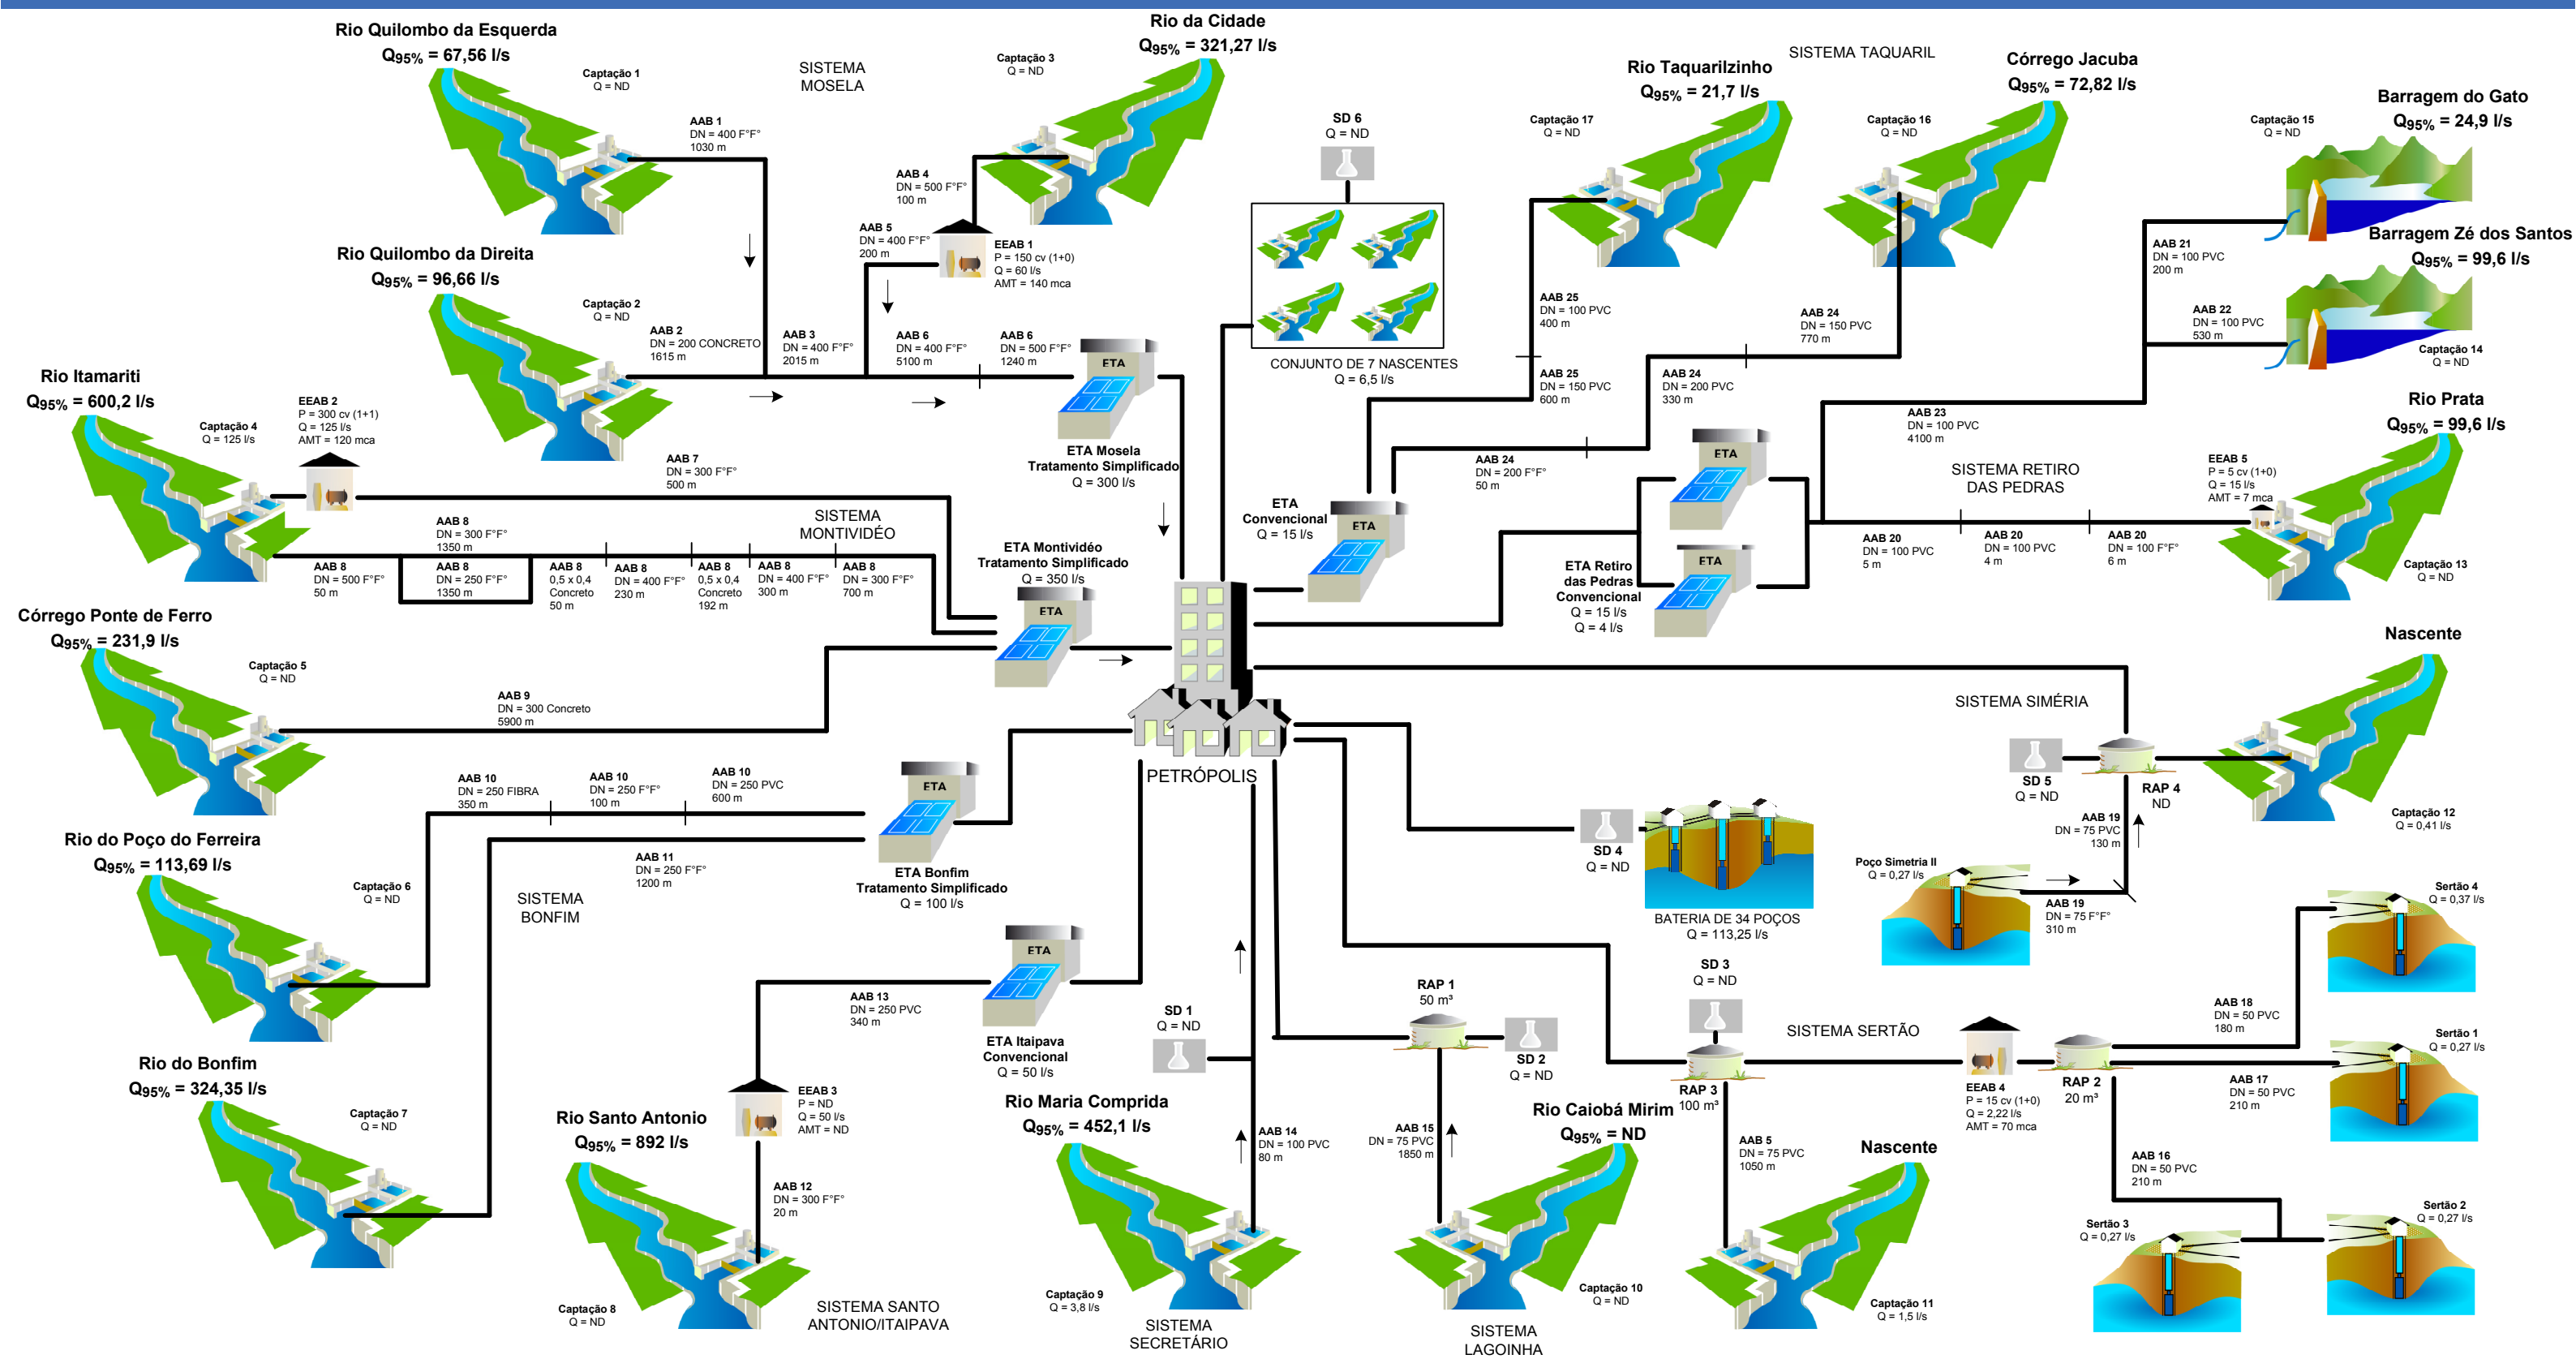 Rio Quilombo da Esquerda
Q95% = 67,56 l/s
Captação 1
Q = ND
SISTEMA
MOSELA
AAB 1
DN = 400 F°F°
1030 m
Rio da Cidade
Q95% = 321,27 l/s
Captação 3
Q = ND
AAB 4
DN = 500 F°F°
100 m
AAB 5
DN = 400 F°F°
200 m
EEAB 1
P = 150 cv (1+0)
Q = 60 l/s
AMT = 140 mca
Rio Quilombo da Direita
Q95% = 96,66 l/s
Captação 2
Q = ND
AAB 2
DN = 200 CONCRETO
1615 m
AAB 3
DN = 400 F°F°
2015 m
AAB 6
DN = 400 F°F°
5100 m
AAB 6
DN = 500 F°F°
1240 m
ETA
ETA Mosela
Tratamento Simplificado
Q = 300 l/s
SD 6
Q = ND
CONJUNTO DE 7 NASCENTES
Q = 6,5 l/s
SISTEMA TAQUARIL
Rio Taquarilzinho
Q95% = 21,7 l/s
Captação 17
Q = ND
AAB 25
DN = 100 PVC
400 m
AAB 25
DN = 150 PVC
600 m
Córrego Jacuba
Q95% = 72,82 l/s
Captação 16
Q = ND
AAB 24
DN = 150 PVC
770 m
AAB 24
DN = 200 PVC
330 m
AAB 24
DN = 200 F°F°
50 m
ETA
Convencional
Q = 15 l/s
ETA
Barragem do Gato
Q95% = 24,9 l/s
Captação 15
Q = ND
AAB 21
DN = 100 PVC
200 m
Barragem Zé dos Santos
Q95% = 99,6 l/s
AAB 22
DN = 100 PVC
530 m
Captação 14
Q = ND
AAB 23
DN = 100 PVC
4100 m
Rio Prata
Q95% = 99,6 l/s
EEAB 5
P = 5 cv (1+0)
Q = 15 l/s
AMT = 7 mca
Captação 13
Q = ND
SISTEMA RETIRO
DAS PEDRAS
AAB 20
DN = 100 PVC
5 m
AAB 20
DN = 100 PVC
4 m
AAB 20
DN = 100 F°F°
6 m
ETA
ETA
ETA Retiro
das Pedras
Convencional
Q = 15 l/s
Q = 4 l/s
Rio Itamariti
Q95% = 600,2 l/s
Captação 4
Q = 125 l/s
EEAB 2
P = 300 cv (1+1)
Q = 125 l/s
AMT = 120 mca
AAB 7
DN = 300 F°F°
500 m
SISTEMA
MONTIVIDÉO
AAB 8
DN = 300 F°F°
1350 m
AAB 8
DN = 500 F°F°
50 m
AAB 8
DN = 250 F°F°
1350 m
AAB 8
0,5 x 0,4
Concreto
50 m
AAB 8
DN = 400 F°F°
230 m
AAB 8
0,5 x 0,4
Concreto
192 m
AAB 8
DN = 400 F°F°
300 m
AAB 8
DN = 300 F°F°
700 m
ETA Montividéo
Tratamento Simplificado
Q = 350 l/s
ETA
Córrego Ponte de Ferro
Q95% = 231,9 l/s
Captação 5
Q = ND
AAB 9
DN = 300 Concreto
5900 m
PETRÓPOLIS
Rio do Poço do Ferreira
Q95% = 113,69 l/s
Captação 6
Q = ND
AAB 10
DN = 250 FIBRA
350 m
AAB 10
DN = 250 F°F°
100 m
AAB 10
DN = 250 PVC
600 m
AAB 11
DN = 250 F°F°
1200 m
SISTEMA
BONFIM
ETA
ETA Bonfim
Tratamento Simplificado
Q = 100 l/s
Rio do Bonfim
Q95% = 324,35 l/s
Captação 7
Q = ND
Rio Santo Antonio
Q95% = 892 l/s
Captação 8
Q = ND
AAB 12
DN = 300 F°F°
20 m
EEAB 3
P = ND
Q = 50 l/s
AMT = ND
AAB 13
DN = 250 PVC
340 m
ETA
ETA Itaipava
Convencional
Q = 50 l/s
SISTEMA SANTO
ANTONIO/ITAIPAVA
Rio Maria Comprida
Q95% = 452,1 l/s
Captação 9
Q = 3,8 l/s
SD 1
Q = ND
AAB 14
DN = 100 PVC
80 m
SISTEMA
SECRETÁRIO
RAP 1
50 m³
SD 2
Q = ND
AAB 15
DN = 75 PVC
1850 m
Rio Caiobá Mirim
Q95% = ND
Captação 10
Q = ND
SISTEMA
LAGOINHA
SD 4
Q = ND
BATERIA DE 34 POÇOS
Q = 113,25 l/s
SISTEMA SIMÉRIA
Nascente
Captação 12
Q = 0,41 l/s
SD 5
Q = ND
RAP 4
ND
AAB 19
DN = 75 PVC
130 m
Poço Simetria II
Q = 0,27 l/s
AAB 19
DN = 75 F°F°
310 m
SD 3
Q = ND
RAP 3
100 m³
SISTEMA SERTÃO
EEAB 4
P = 15 cv (1+0)
Q = 2,22 l/s
AMT = 70 mca
RAP 2
20 m³
AAB 5
DN = 75 PVC
1050 m
Nascente
Captação 11
Q = 1,5 l/s
AAB 18
DN = 50 PVC
180 m
Sertão 4
Q = 0,37 l/s
AAB 17
DN = 50 PVC
210 m
Sertão 1
Q = 0,27 l/s
AAB 16
DN = 50 PVC
210 m
Sertão 3
Q = 0,27 l/s
Sertão 2
Q = 0,27 l/s